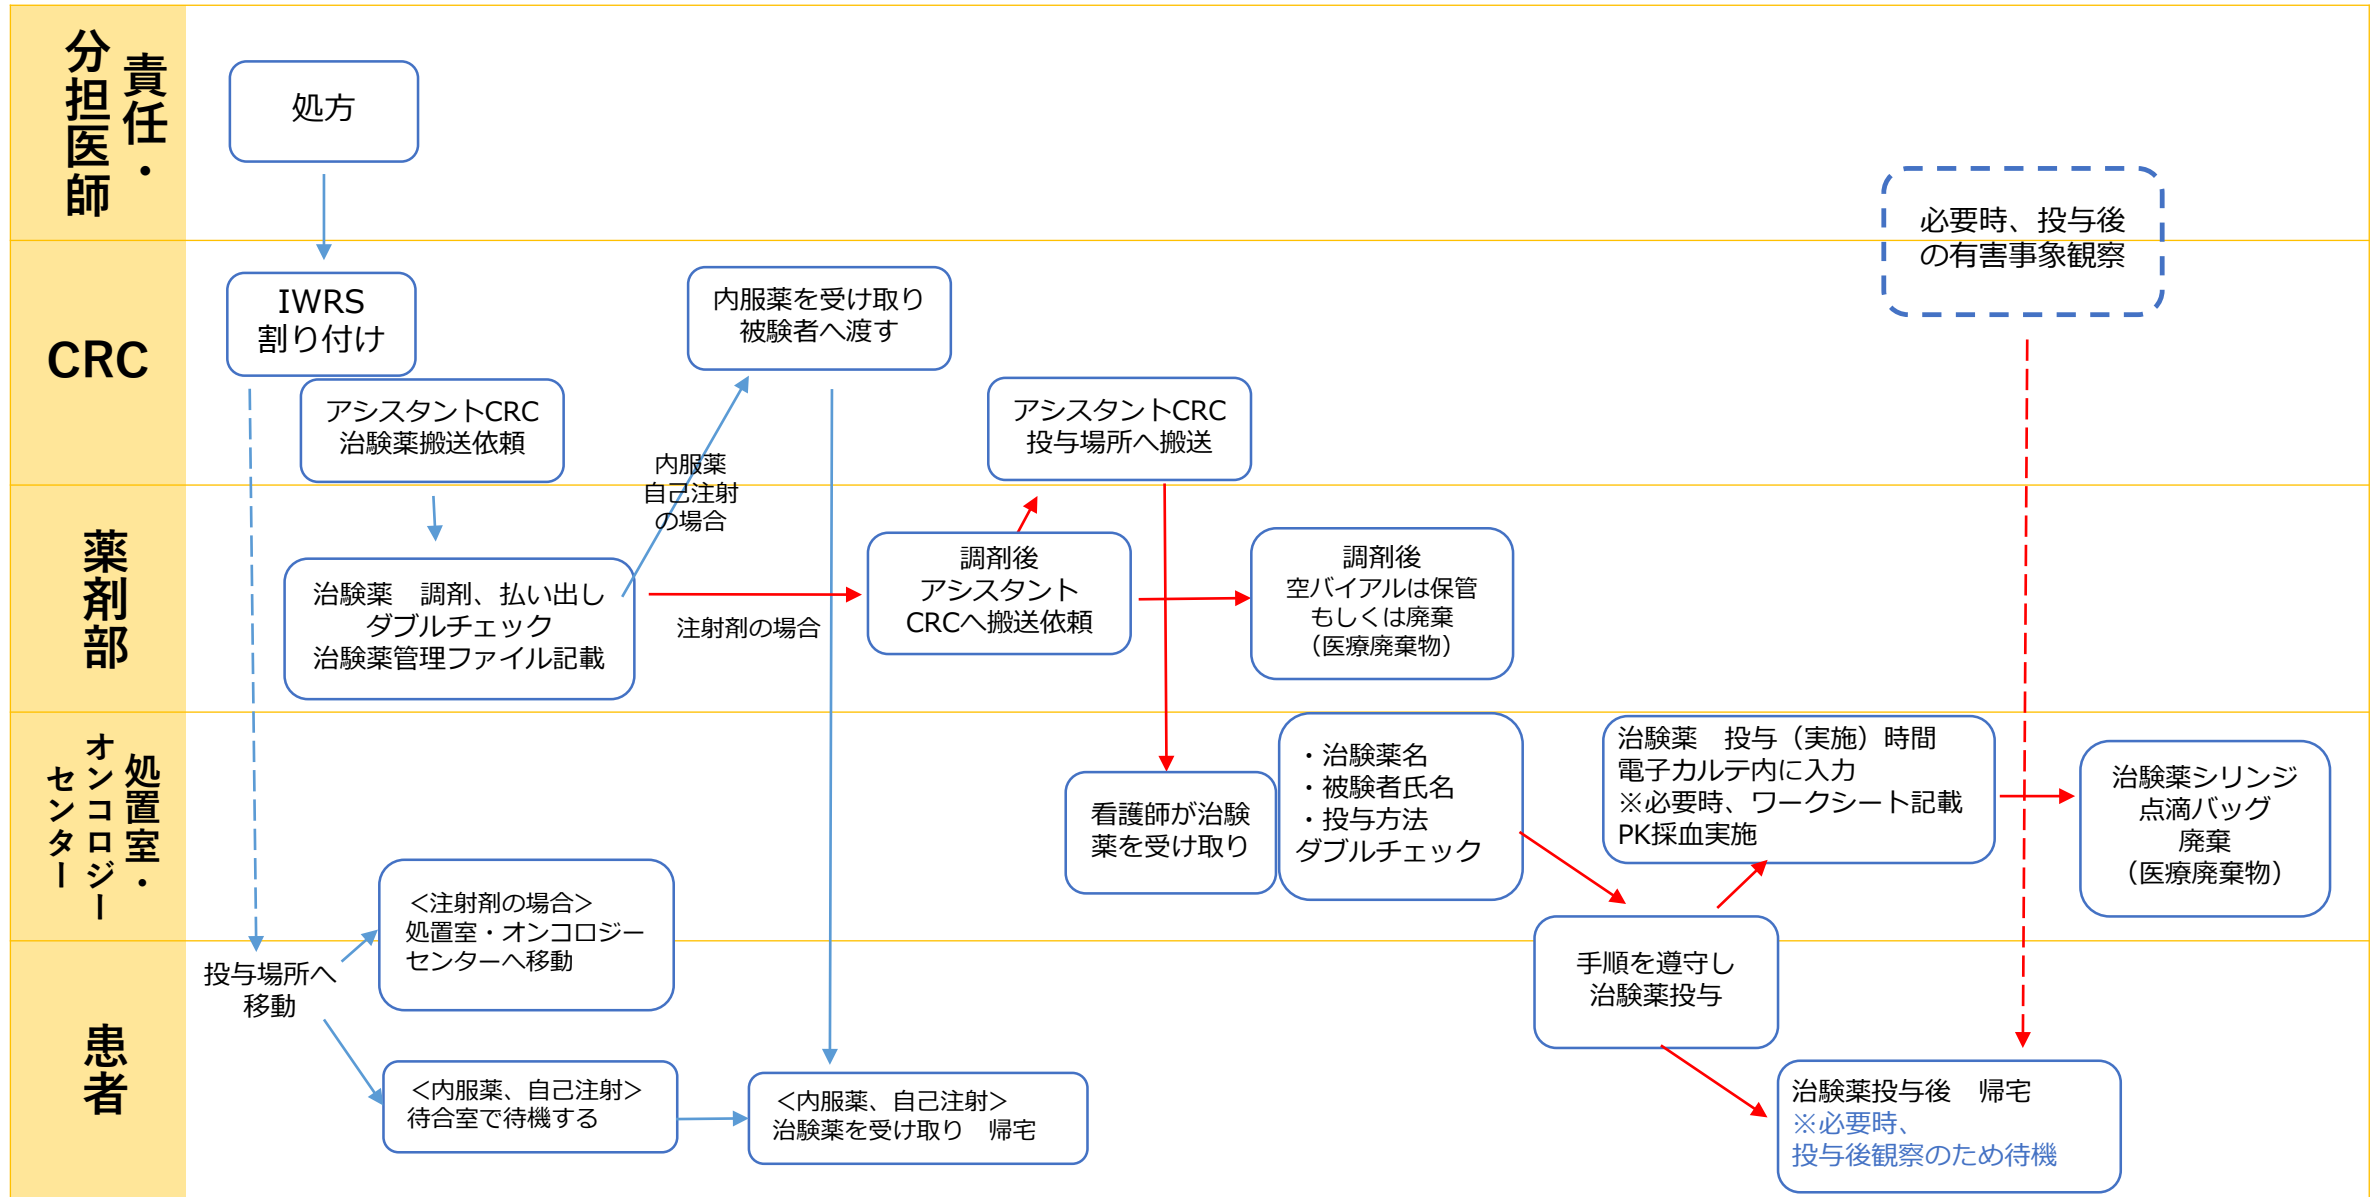 責任・
分担医師
処方
必要時、投与後
の有害事象観察
CRC
IWRS
割り付け
アシスタントCRC
治験薬搬送依頼
内服薬を受け取り
被験者へ渡す
アシスタントCRC
投与場所へ搬送
内服薬
自己注射
の場合
薬剤部
治験薬　調剤、払い出し
ダブルチェック
治験薬管理ファイル記載
注射剤の場合
調剤後
アシスタント
CRCへ搬送依頼
調剤後
空バイアルは保管
もしくは廃棄
（医療廃棄物）
処置室・
オンコロジー
センター
看護師が治験
薬を受け取り
・治験薬名
・被験者氏名
・投与方法
ダブルチェック
治験薬　投与（実施）時間
電子カルテ内に入力
※必要時、ワークシート記載
PK採血実施
治験薬シリンジ
点滴バッグ
廃棄
（医療廃棄物）
＜注射剤の場合＞
処置室・オンコロジー
センターへ移動
患者
投与場所へ
移動
手順を遵守し
治験薬投与
＜内服薬、自己注射＞
待合室で待機する
＜内服薬、自己注射＞
治験薬を受け取り　帰宅
治験薬投与後　帰宅
※必要時、
投与後観察のため待機